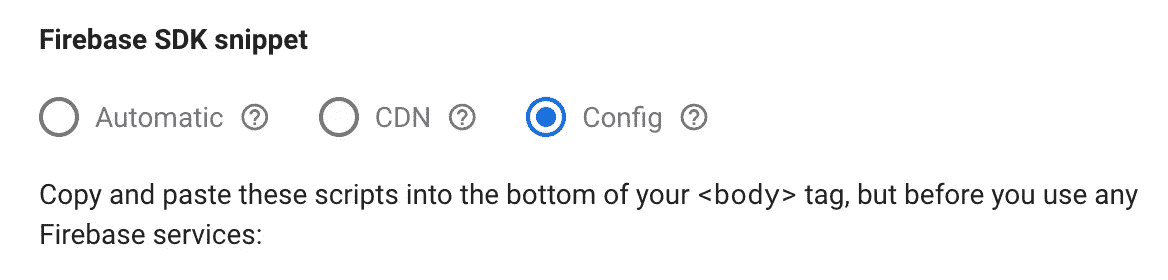 Firebase SDK snippet
Automatic ? CDN ? Config ?
Copy and paste these scripts into the bottom of your <body> tag, but before you use any
Firebase services: